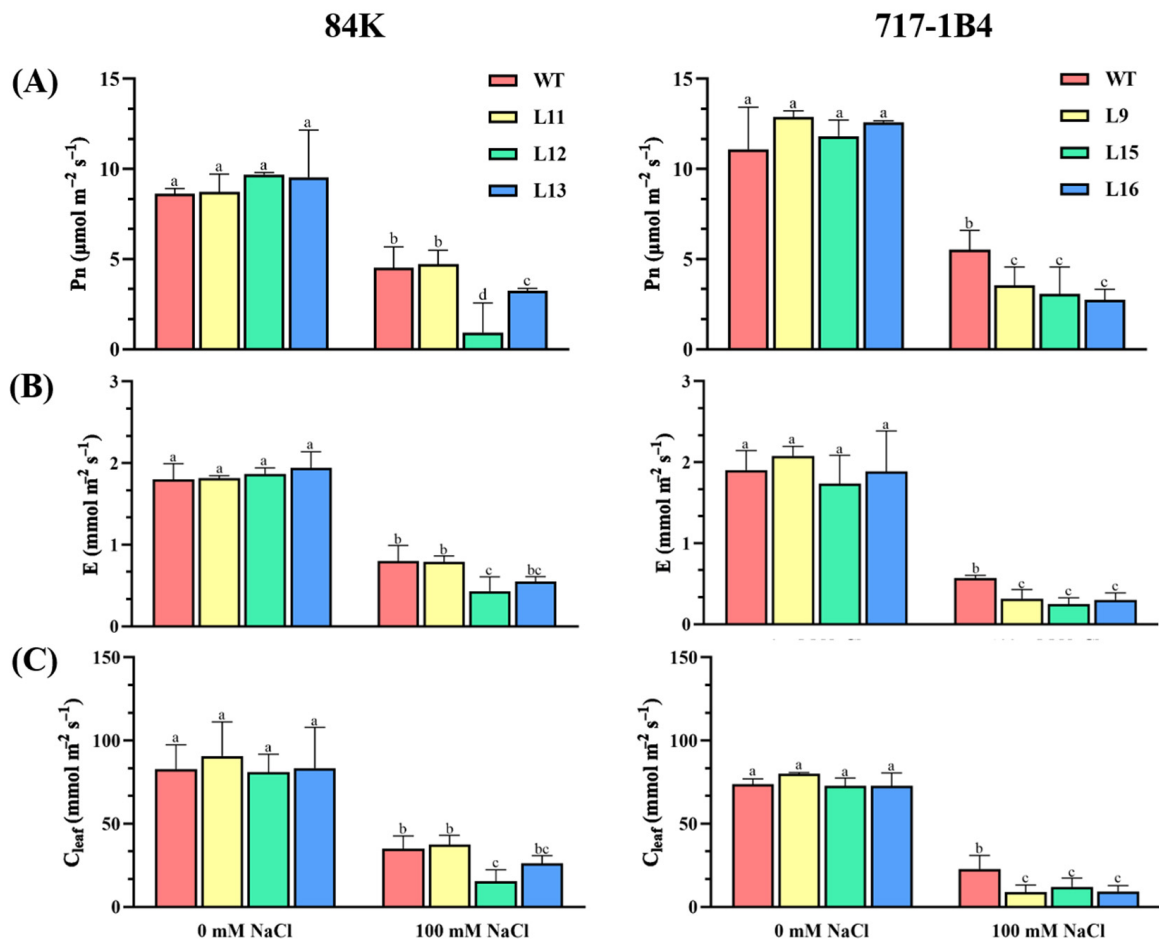 84K 717-1B4
(A)
Pn (μmol m⁻² s⁻¹)
15
10
5
0
a a a a
b b d c
WT
L11
L12
L13
Pn (μmol m⁻² s⁻¹)
15
10
5
0
a a a a
b c c c
WT
L9
L15
L16
(B)
E (mmol m⁻² s⁻¹)
3
2
1
0
a a a a
b b c bc
E (mmol m⁻² s⁻¹)
3
2
1
0
a a a a
b c c c
(C)
C_leaf (mmol m⁻² s⁻¹)
150
100
50
0
a a a a
b b c bc
0 mM NaCl 100 mM NaCl
C_leaf (mmol m⁻² s⁻¹)
150
100
50
0
a a a a
b c c c
0 mM NaCl 100 mM NaCl